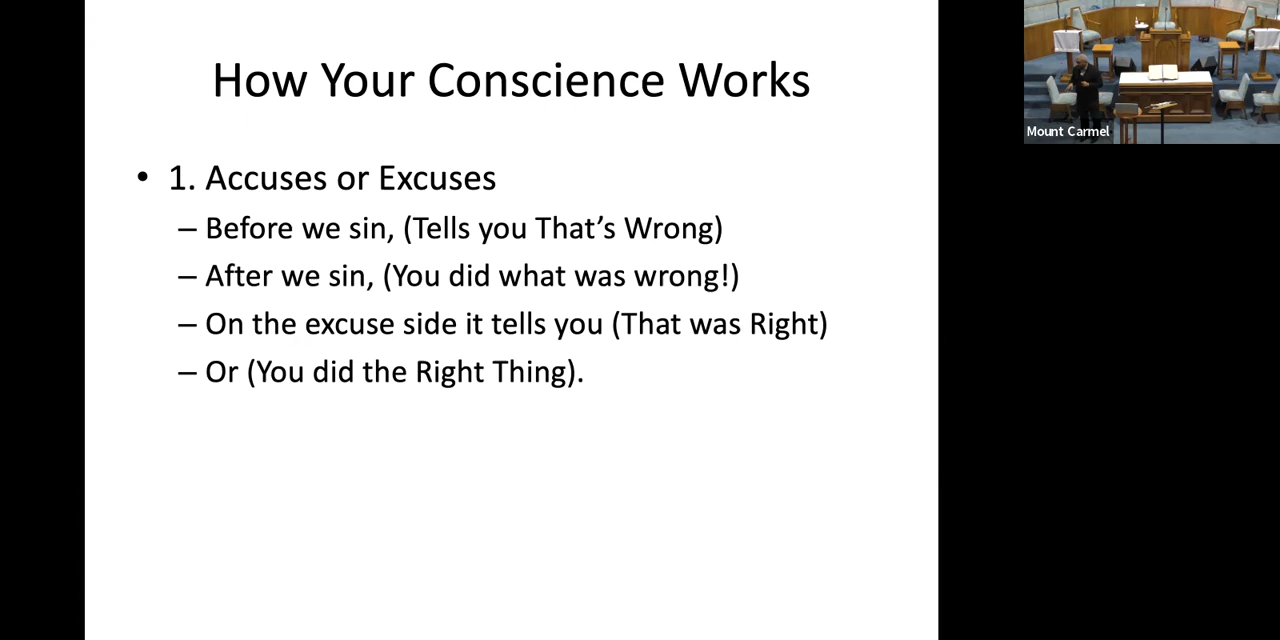 How Your Conscience Works
• 1. Accuses or Excuses
– Before we sin, (Tells you That’s Wrong)
– After we sin, (You did what was wrong!)
– On the excuse side it tells you (That was Right)
– Or (You did the Right Thing).
Mount Carmel